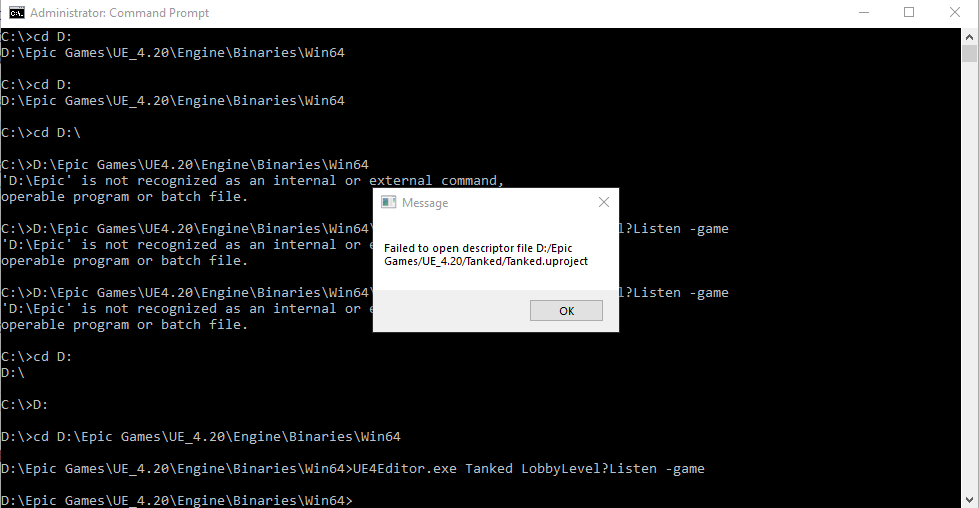 Administrator: Command Prompt
C:\>cd D:
D:\Epic Games\UE_4.20\Engine\Binaries\Win64
C:\>cd D:
D:\Epic Games\UE_4.20\Engine\Binaries\Win64
C:\>cd D:\
C:\>D:\Epic Games\UE4.20\Engine\Binaries\Win64
'D:\Epic' is not recognized as an internal or external command,
operable program or batch file.
C:\>D:\Epic Games\UE_4.20\Engine\Binaries\Win64\ l?Listen -game
'D:\Epic' is not recognized as an internal or e
operable program or batch file.
C:\>D:\Epic Games\UE_4.20\Engine\Binaries\Win64\ l?Listen -game
'D:\Epic' is not recognized as an internal or e
operable program or batch file.
C:\>cd D:
D:\
C:\>D:
D:\>cd D:\Epic Games\UE_4.20\Engine\Binaries\Win64
D:\Epic Games\UE_4.20\Engine\Binaries\Win64>UE4Editor.exe Tanked LobbyLevel?Listen -game
D:\Epic Games\UE_4.20\Engine\Binaries\Win64>
Message
Failed to open descriptor file D:/Epic
Games/UE_4.20/Tanked/Tanked.uproject
OK